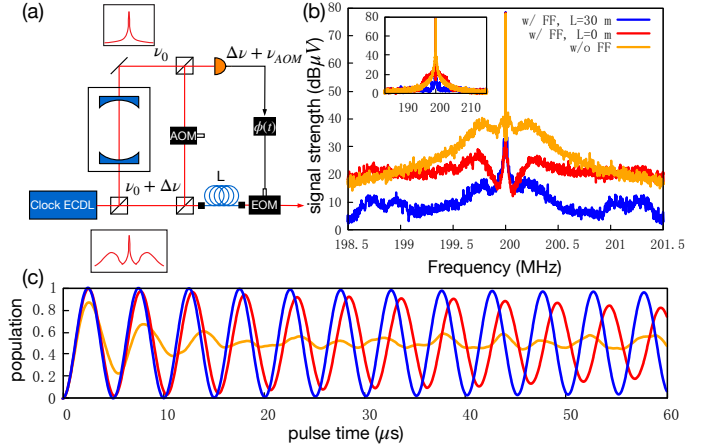 (a)
ν₀
Δν + ν_AOM
AOM
ϕ(t)
L
ν₀ + Δν
Clock ECDL
EOM
(b)
signal strength (dBμV)
80
70
60
50
40
30
20
10
0
80
60
40
20
0
190
200
210
w/ FF, L=30 m
w/ FF, L=0 m
w/o FF
198.5
199
199.5
200
200.5
201
201.5
Frequency (MHz)
(c)
population
1
0.8
0.6
0.4
0.2
0
0
10
20
30
40
50
60
pulse time (μs)